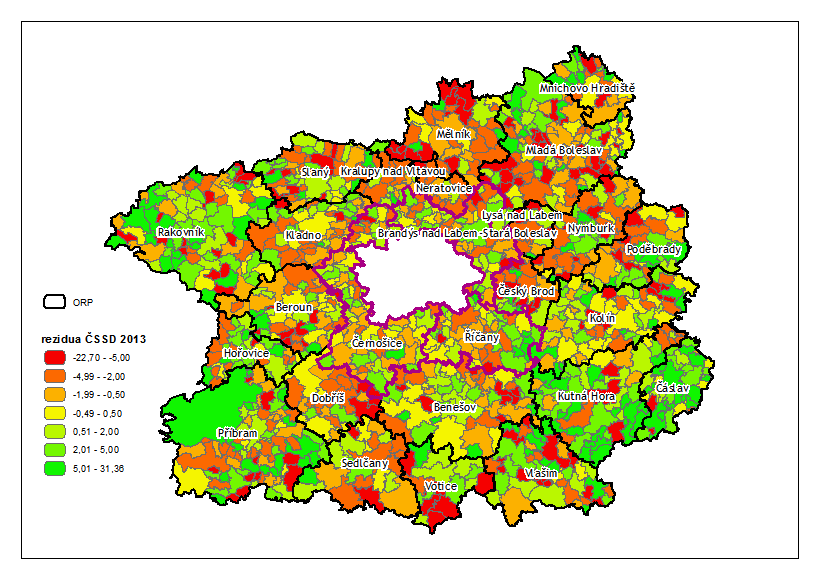 Mnichovo Hradiště
Mělník
Mladá Boleslav
Slaný
Kralupy nad Vltavou
Neratovice
Lysá nad Labem
Rakovník
Kladno
Brandýs nad Labem-Stará Boleslav
Nymburk
Poděbrady
Český Brod
ORP
Beroun
Kolín
rezidua ČSSD 2013
Hořovice
Černošice
Říčany
-22,70 - -5,00
-4,99 - -2,00
-1,99 - -0,50
-0,49 - 0,50
0,51 - 2,00
2,01 - 5,00
5,01 - 31,36
Dobříš
Benešov
Kutná Hora
Čáslav
Příbram
Sedlčany
Votice
Vlašim